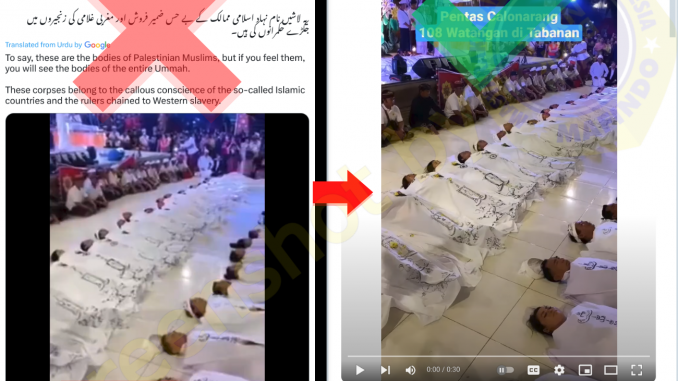 یہ لاشیں نام نہاد اسلامی ممالک کے بے حس ضمیر فروش اور مغربی غلامی کی زنجیروں میں
جکڑے حکمرانوں کی ہیں۔
Translated from Urdu by Google
To say, these are the bodies of Palestinian Muslims, but if you feel them,
you will see the bodies of the entire Ummah.
These corpses belong to the callous conscience of the so-called Islamic
countries and the rulers chained to Western slavery.
Pentas Calonarang
108 Watangan di Tabanan
0:00 / 0:30
CC